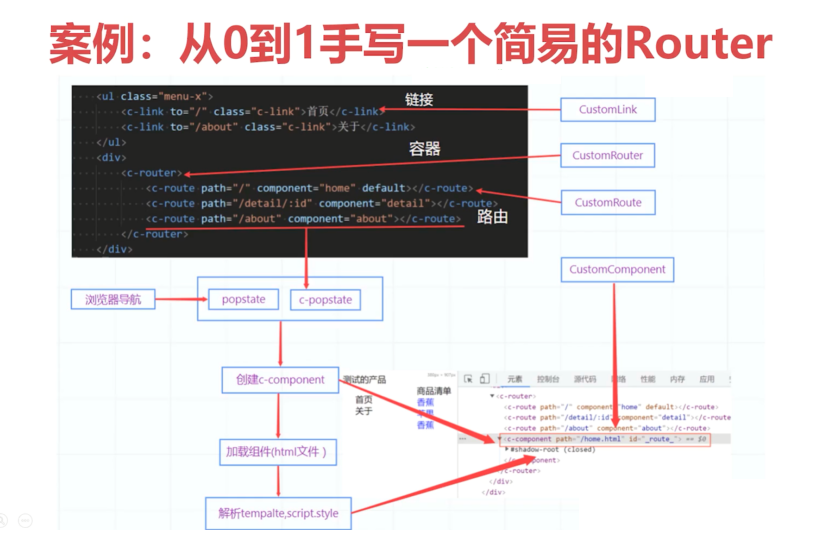 案例：从0到1手写一个简易的Router
<ul class="menu-x">
链接
<c-link to="/" class="c-link">首页</c-link>
CustomLink
<c-link to="/about" class="c-link">关于</c-link>
</ul>
容器
<div>
CustomRouter
<c-router>
<c-route path="/" component="home" default></c-route>
<c-route path="/detail/:id" component="detail"></c-route>
CustomRoute
<c-route path="/about" component="about"></c-route>
路由
</c-router>
</div>
CustomComponent
浏览器导航
popstate
c-popstate
创建c-component
测试的产品
首页
关于
商品清单
香蕉
香蕉
元素 控制台 源代码 网络 性能 内存 应用
<c-router>
<c-route path="/" component="home" default></c-route>
<c-route path="/detail/:id" component="detail"></c-route>
<c-route path="/about" component="about"></c-route>
<c-component path="/home.html" id="_route_"> == $0
#shadow-root (closed)
</c-router>
</div>
</div>
加载组件(html文件 )
解析tempalte,script.style